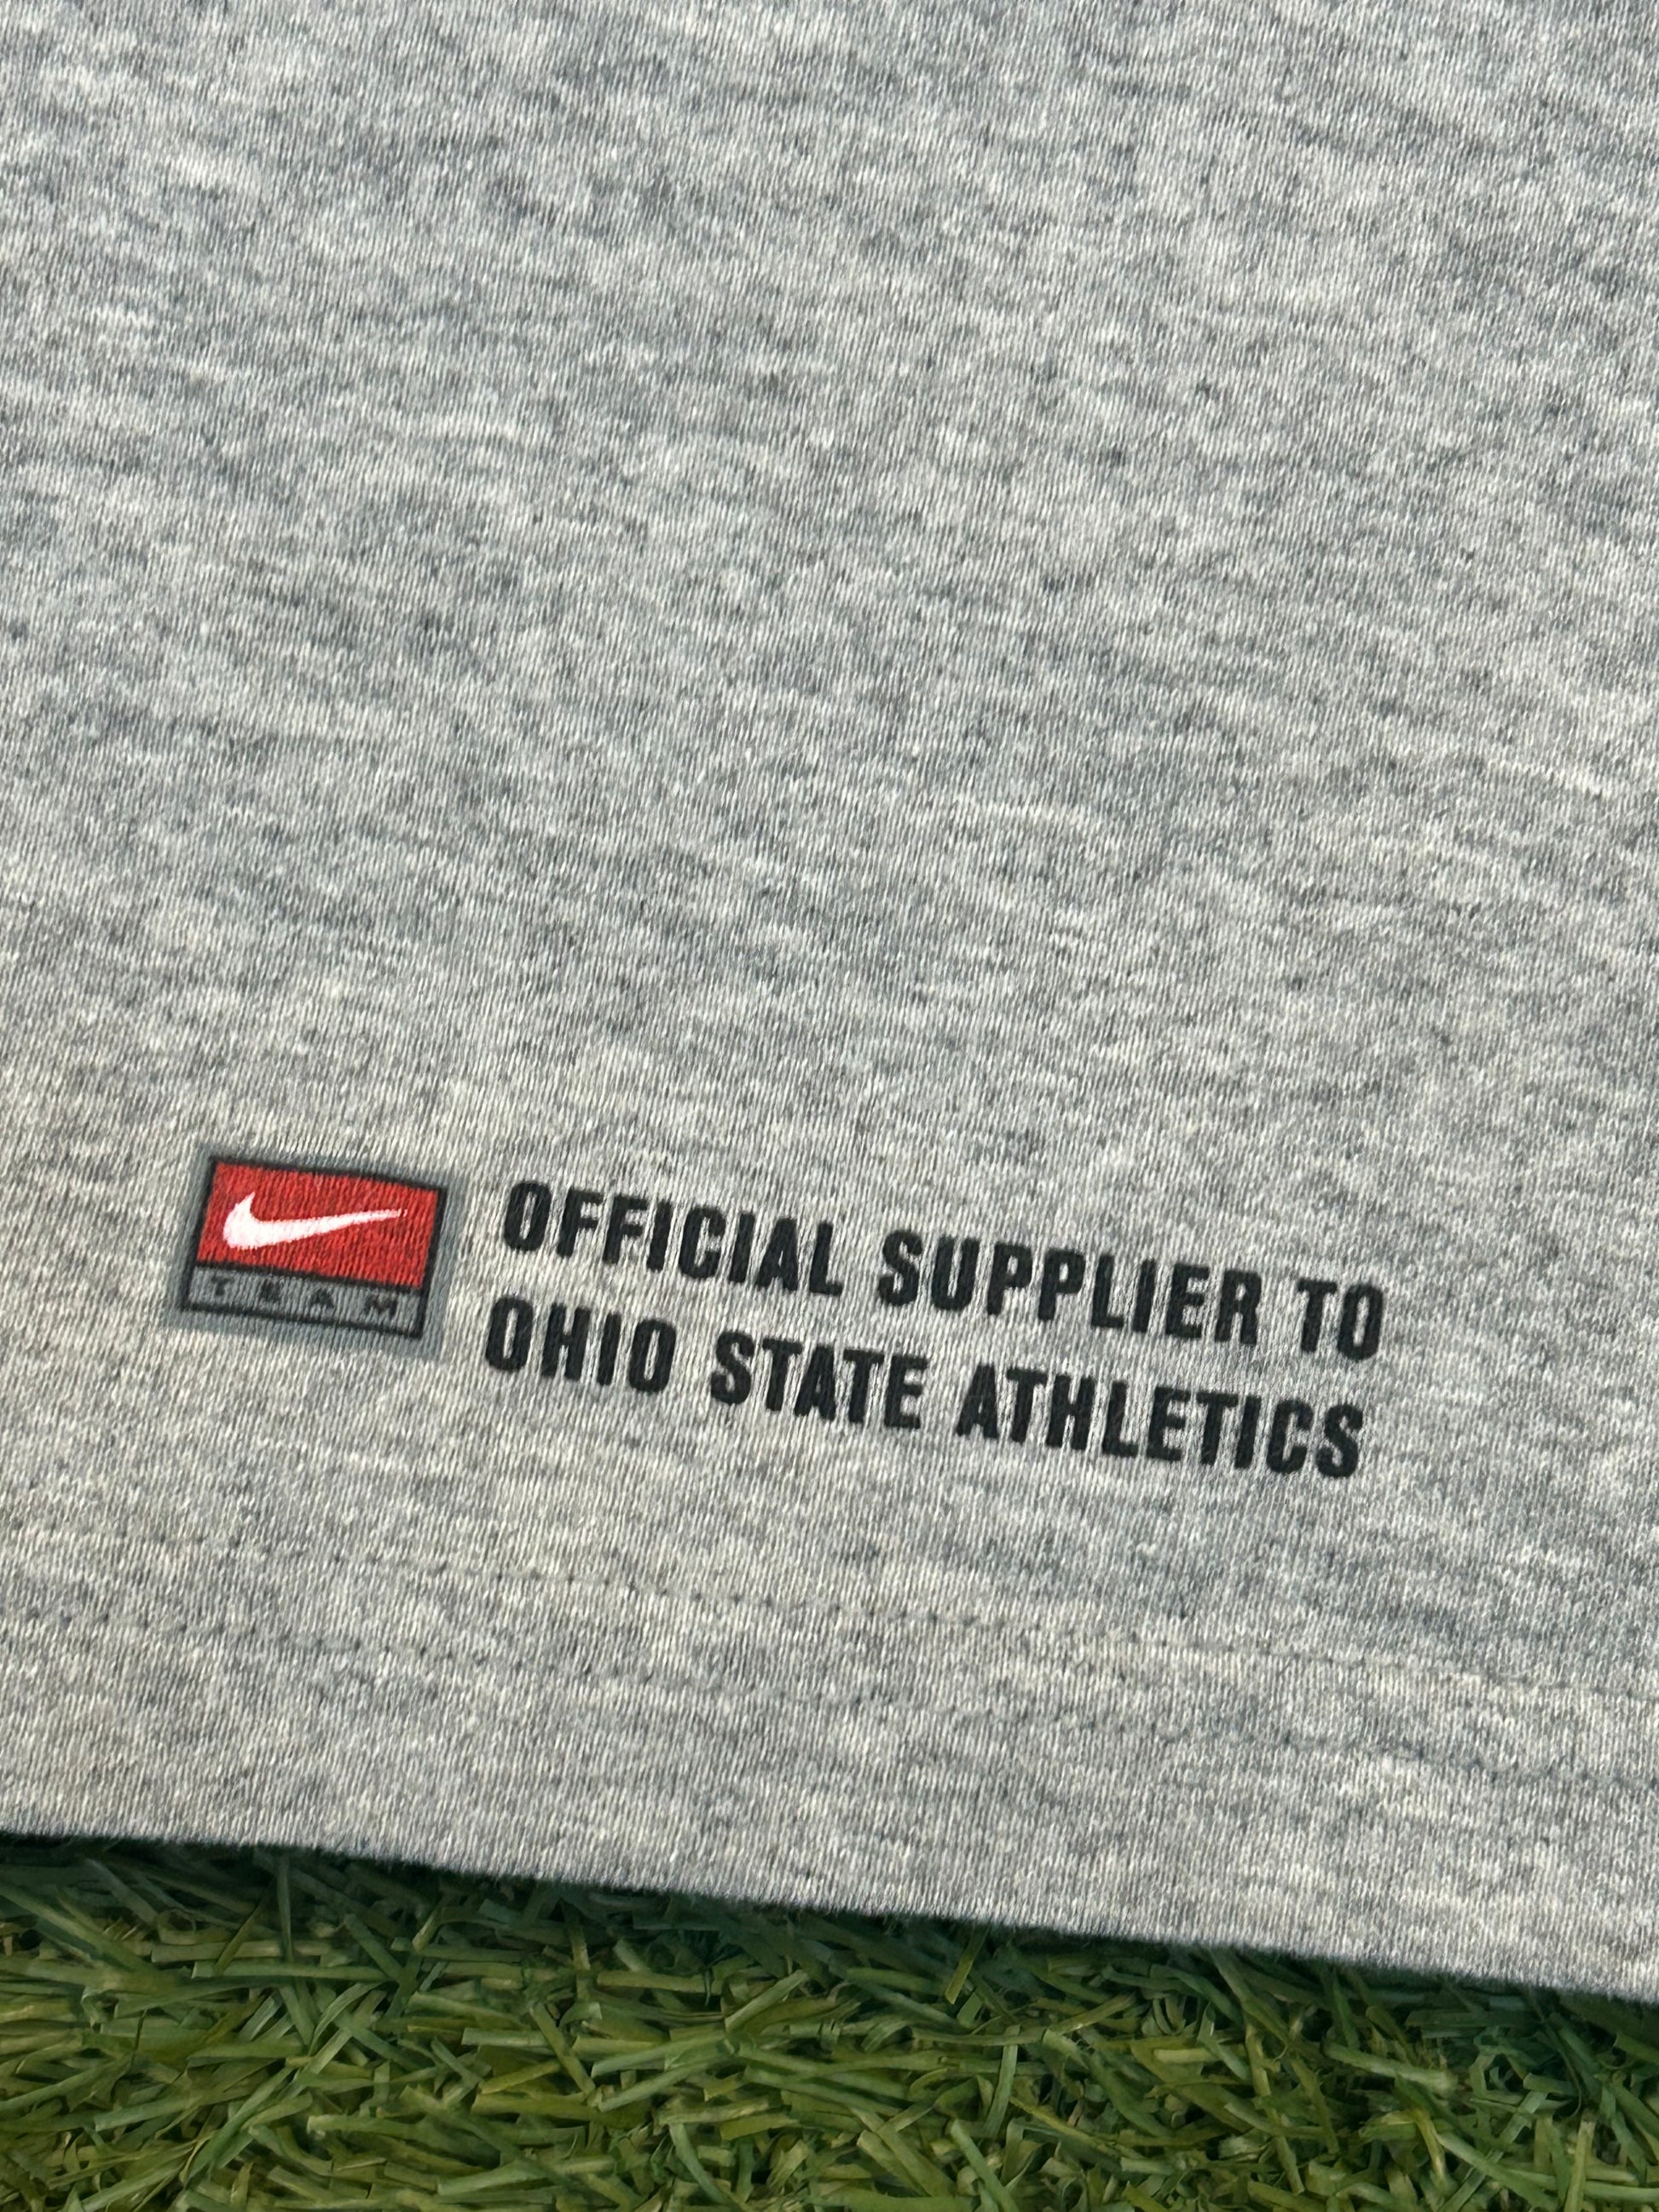 TEAM
OFFICIAL SUPPLIER TO
OHIO STATE ATHLETICS